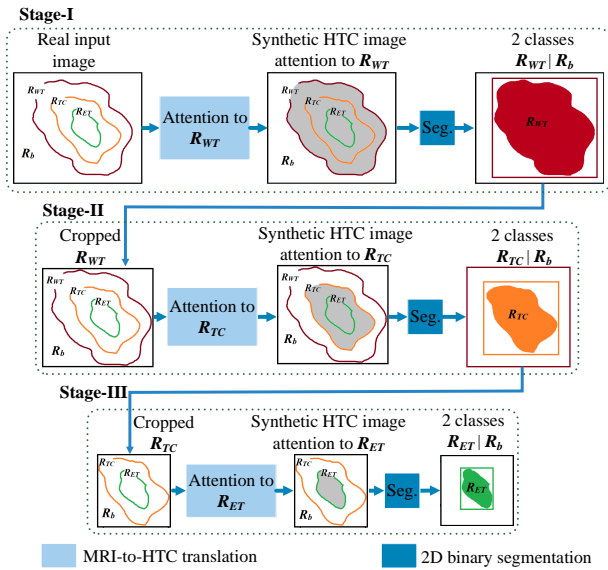 Stage-I
Real input
image
Synthetic HTC image
attention to R_WT
2 classes
R_WT | R_b
R_WT
R_TC
R_ET
R_b
Attention to
R_WT
R_WT
R_TC
R_ET
Seg.
R_WT
Stage-II
Cropped
R_WT
Synthetic HTC image
attention to R_TC
2 classes
R_TC | R_b
R_WT
R_TC
R_ET
R_b
Attention to
R_TC
R_WT
R_TC
R_ET
R_b
Seg.
R_TC
Stage-III
Cropped
R_TC
Synthetic HTC image
attention to R_ET
2 classes
R_ET | R_b
R_TC
R_ET
R_b
Attention to
R_ET
R_TC
R_ET
R_b
Seg.
R_ET
MRI-to-HTC translation
2D binary segmentation